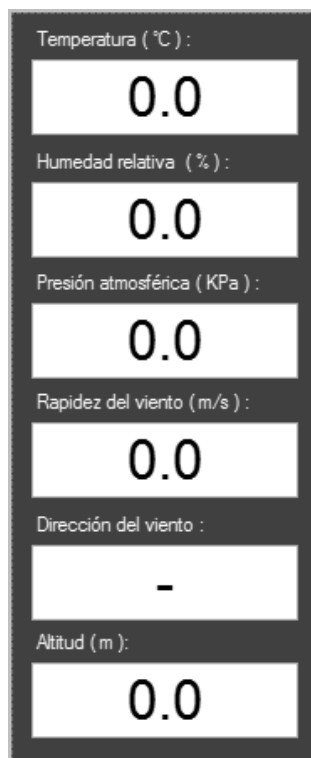 Temperatura ( °C ) :
0.0
Humedad relativa ( % ) :
0.0
Presión atmosférica ( KPa ) :
0.0
Rapidez del viento ( m/s ) :
0.0
Dirección del viento :
-
Altitud ( m ):
0.0